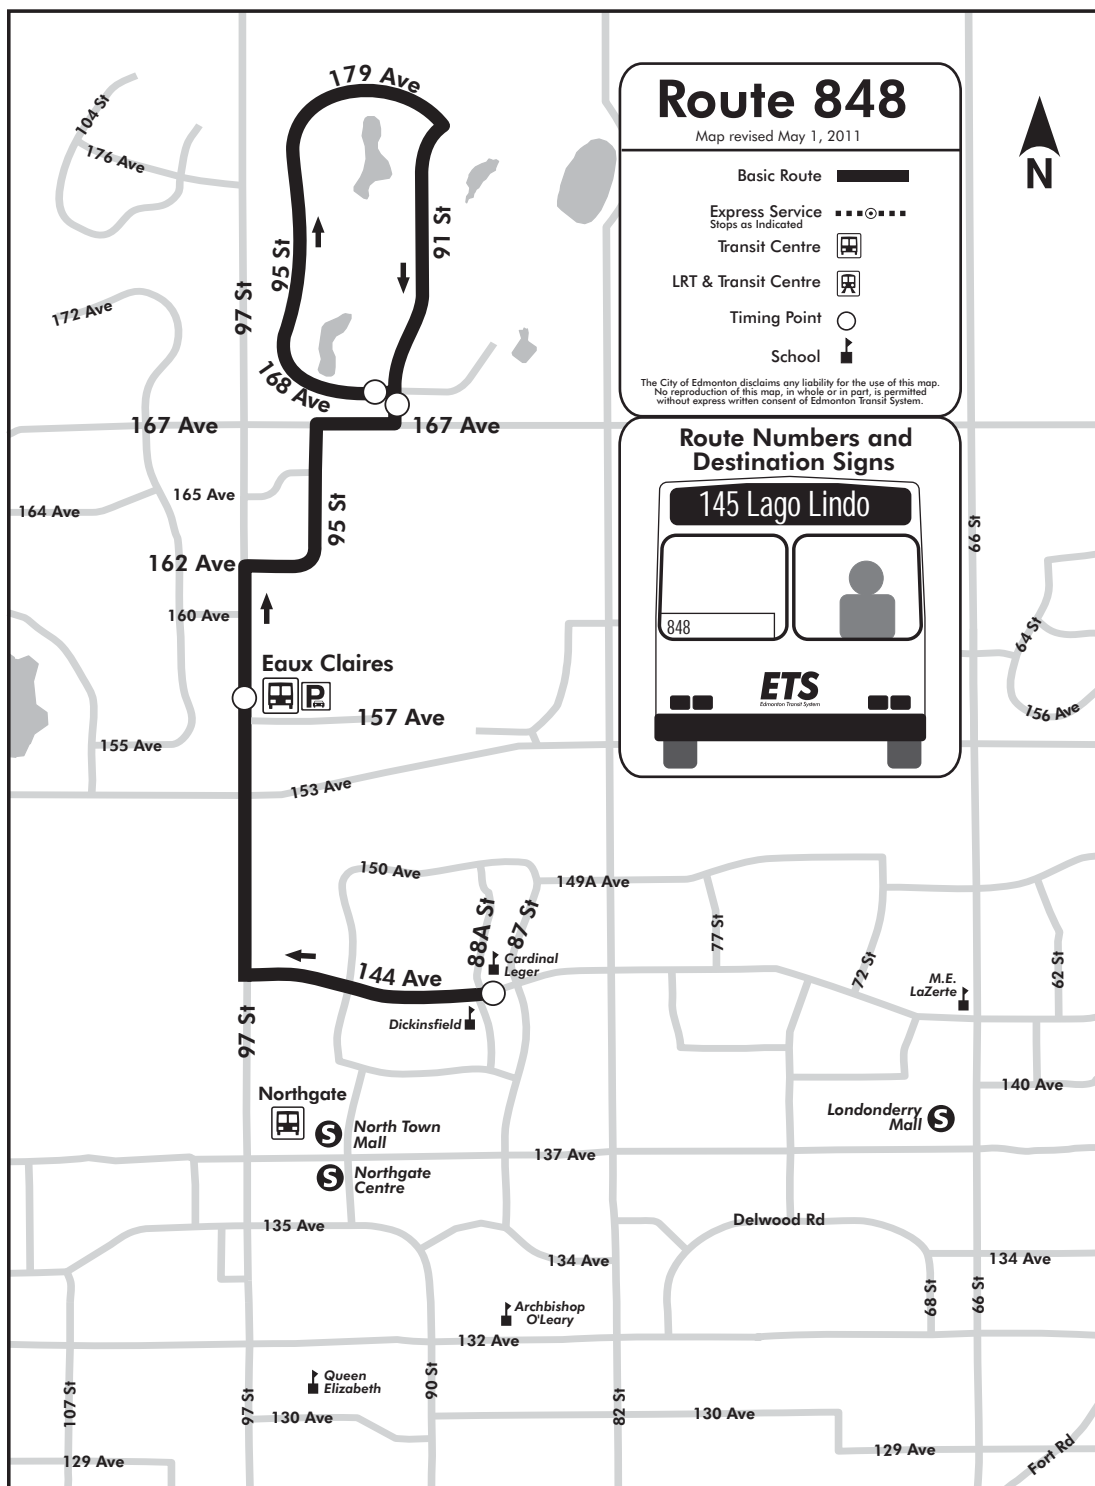 179 Ave
104 St
176 Ave
95 St
91 St
97 St
172 Ave
168 Ave
167 Ave
167 Ave
165 Ave
164 Ave
95 St
162 Ave
160 Ave
Eaux Claires
P
157 Ave
155 Ave
153 Ave
Route 848
Map revised May 1, 2011
Basic Route
Express Service
Stops as Indicated
Transit Centre
LRT & Transit Centre
Timing Point
School
The City of Edmonton disclaims any liability for the use of this map.
No reproduction of this map, in whole or in part, is permitted
without express written consent of Edmonton Transit System.
N
Route Numbers and
Destination Signs
145 Lago Lindo
848
ETS
Edmonton Transit System
66 St
64 St
156 Ave
150 Ave
149A Ave
88A St
87 St
Cardinal
Leger
144 Ave
Dickinsfield
77 St
72 St
M.E.
LaZerte
62 St
97 St
140 Ave
Northgate
S
North Town
Mall
S
Northgate
Centre
Londonderry
Mall
S
137 Ave
135 Ave
Delwood Rd
134 Ave
134 Ave
68 St
66 St
Archbishop
O'Leary
132 Ave
Queen
Elizabeth
107 St
97 St
90 St
82 St
130 Ave
130 Ave
129 Ave
129 Ave
Fort Rd